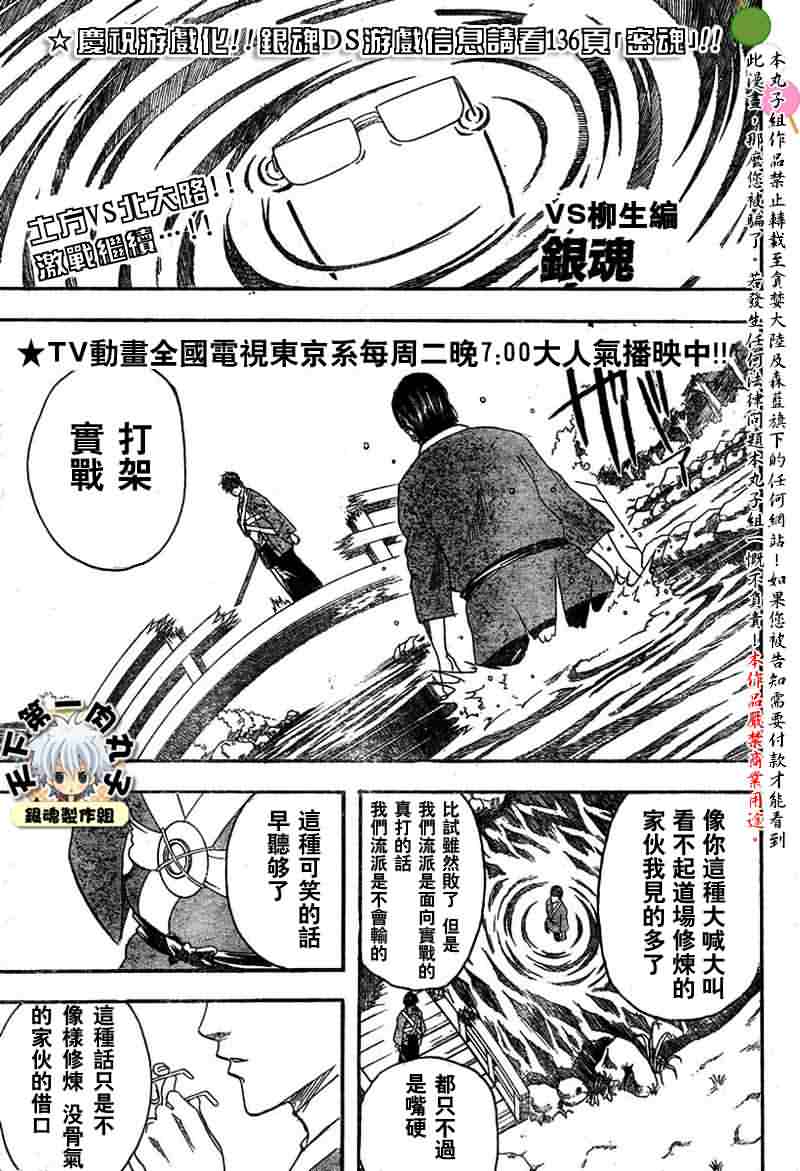 ☆慶祝游戲化!!銀魂DS游戲信息請看136頁「密魂」!!
土方VS北大路!!
激戰繼續…!!
VS柳生編
銀魂
★TV動畫全國電視東京系每周二晚7:00大人氣播映中!!!
打架
實戰
像你這種大喊大叫
看不起道場修煉的
家伙我見的多了
比試雖然敗了 但是
我們流派是面向實戰的
真打的話
我們流派是不會輸的
都只不過
是嘴硬
這種可笑的話
早聽够了
這種話只是不
像樣修煉 没骨氣
的家伙的借口
天下第一肉丸子
銀魂製作組
本丸子組作品禁止轉載至貪婪大陸及森藍旗下的任何網站!如果您被告知需要付款才能看到
此漫畫,那麼您被騙了。若發生任何法律問題本丸子組一慨不負責!本作品嚴禁商業用途。